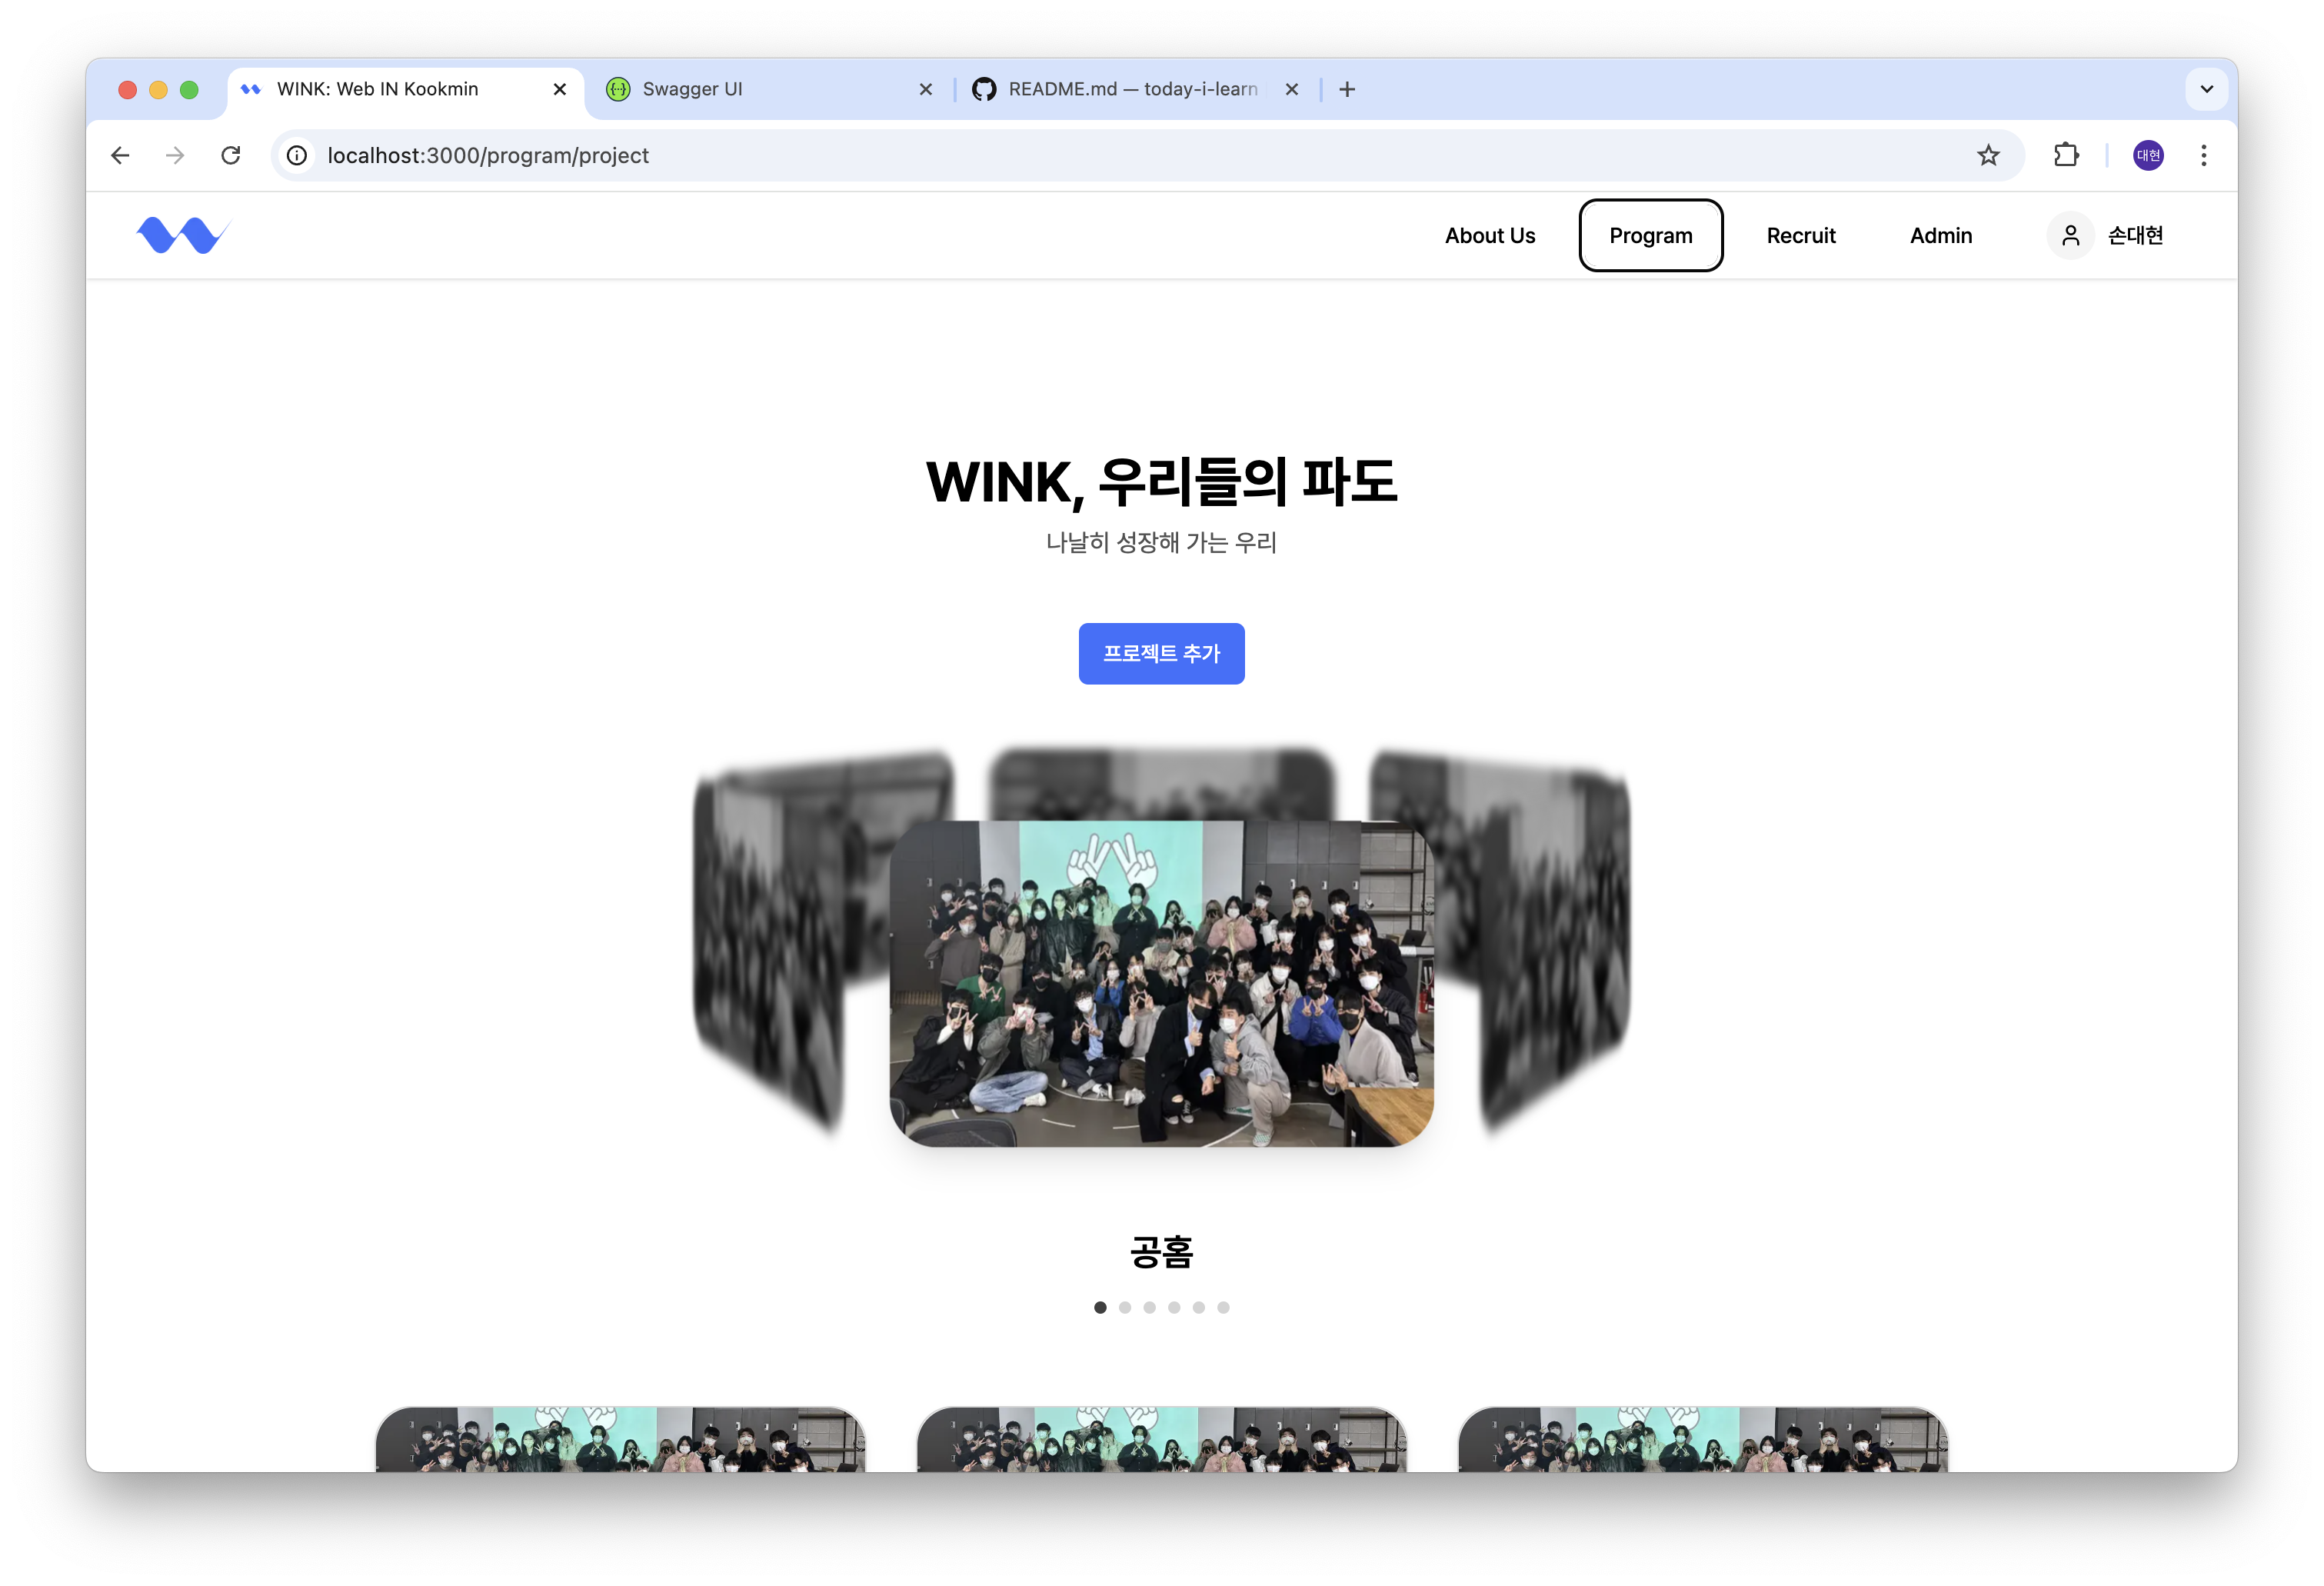 WINK: Web IN Kookmin
Swagger UI
README.md — today-i-learn
localhost:3000/program/project
대현
About Us
Program
Recruit
Admin
손대현
WINK, 우리들의 파도
나날히 성장해 가는 우리
프로젝트 추가
공홈